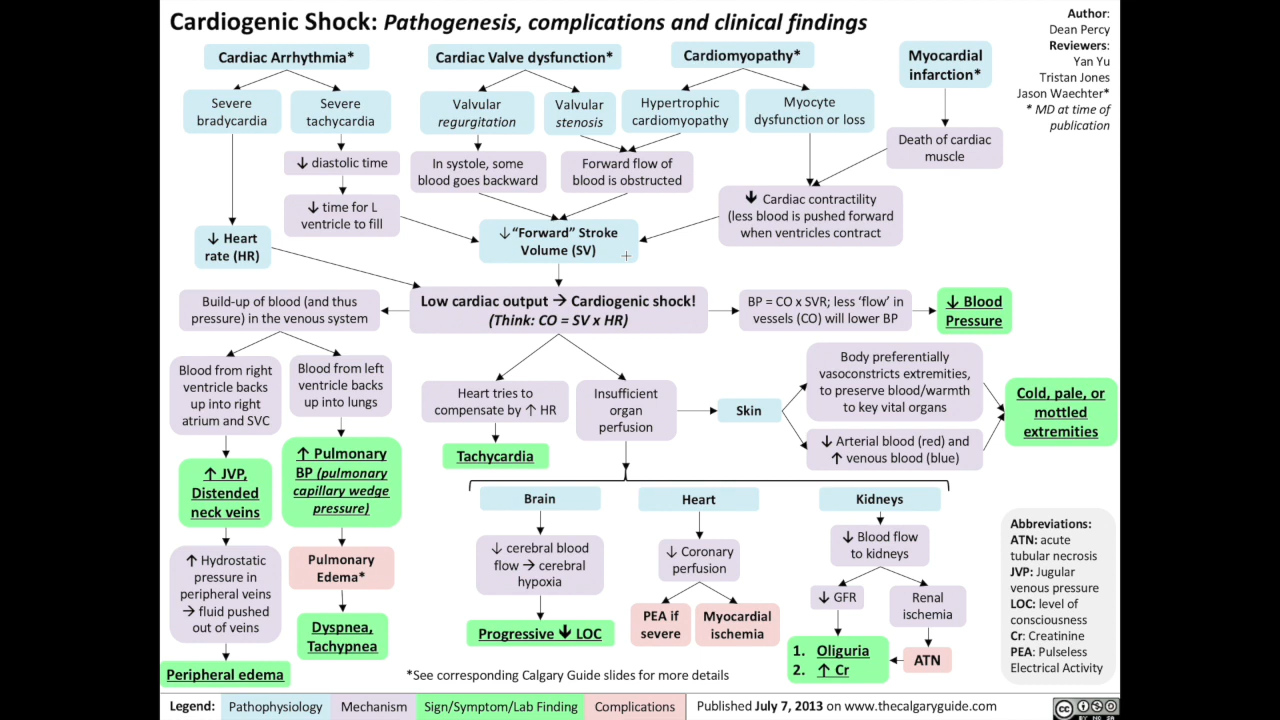 Cardiogenic Shock: Pathogenesis, complications and clinical findings
Author:
Dean Percy
Reviewers:
Yan Yu
Tristan Jones
Jason Waechter*
* MD at time of
publication
Cardiac Arrhythmia*
Cardiac Valve dysfunction*
Cardiomyopathy*
Myocardial
infarction*
Severe
bradycardia
Severe
tachycardia
Valvular
regurgitation
Valvular
stenosis
Hypertrophic
cardiomyopathy
Myocyte
dysfunction or loss
Death of cardiac
muscle
↓ diastolic time
In systole, some
blood goes backward
Forward flow of
blood is obstructed
↓ time for L
ventricle to fill
↓ Cardiac contractility
(less blood is pushed forward
when ventricles contract
↓ Heart
rate (HR)
↓ “Forward” Stroke
Volume (SV)
Build-up of blood (and thus
pressure) in the venous system
Low cardiac output → Cardiogenic shock!
(Think: CO = SV x HR)
BP = CO x SVR; less ‘flow’ in
vessels (CO) will lower BP
↓ Blood
Pressure
Blood from right
ventricle backs
up into right
atrium and SVC
Blood from left
ventricle backs
up into lungs
Heart tries to
compensate by ↑ HR
Insufficient
organ
perfusion
Skin
Body preferentially
vasoconstricts extremities,
to preserve blood/warmth
to key vital organs
↓ Arterial blood (red) and
↑ venous blood (blue)
Cold, pale, or
mottled
extremities
↑ JVP,
Distended
neck veins
↑ Pulmonary
BP (pulmonary
capillary wedge
pressure)
Tachycardia
Brain
Heart
Kidneys
↑ Hydrostatic
pressure in
peripheral veins
→ fluid pushed
out of veins
Pulmonary
Edema*
↓ cerebral blood
flow → cerebral
hypoxia
↓ Coronary
perfusion
↓ Blood flow
to kidneys
↓ GFR
Renal
ischemia
Dyspnea,
Tachypnea
Progressive ↓ LOC
PEA if
severe
Myocardial
ischemia
1. Oliguria
2. ↑ Cr
ATN
Peripheral edema
Abbreviations:
ATN: acute
tubular necrosis
JVP: Jugular
venous pressure
LOC: level of
consciousness
Cr: Creatinine
PEA: Pulseless
Electrical Activity
*See corresponding Calgary Guide slides for more details
Legend: Pathophysiology Mechanism Sign/Symptom/Lab Finding Complications Published July 7, 2013 on www.thecalgaryguide.com
cc
BY NC SA